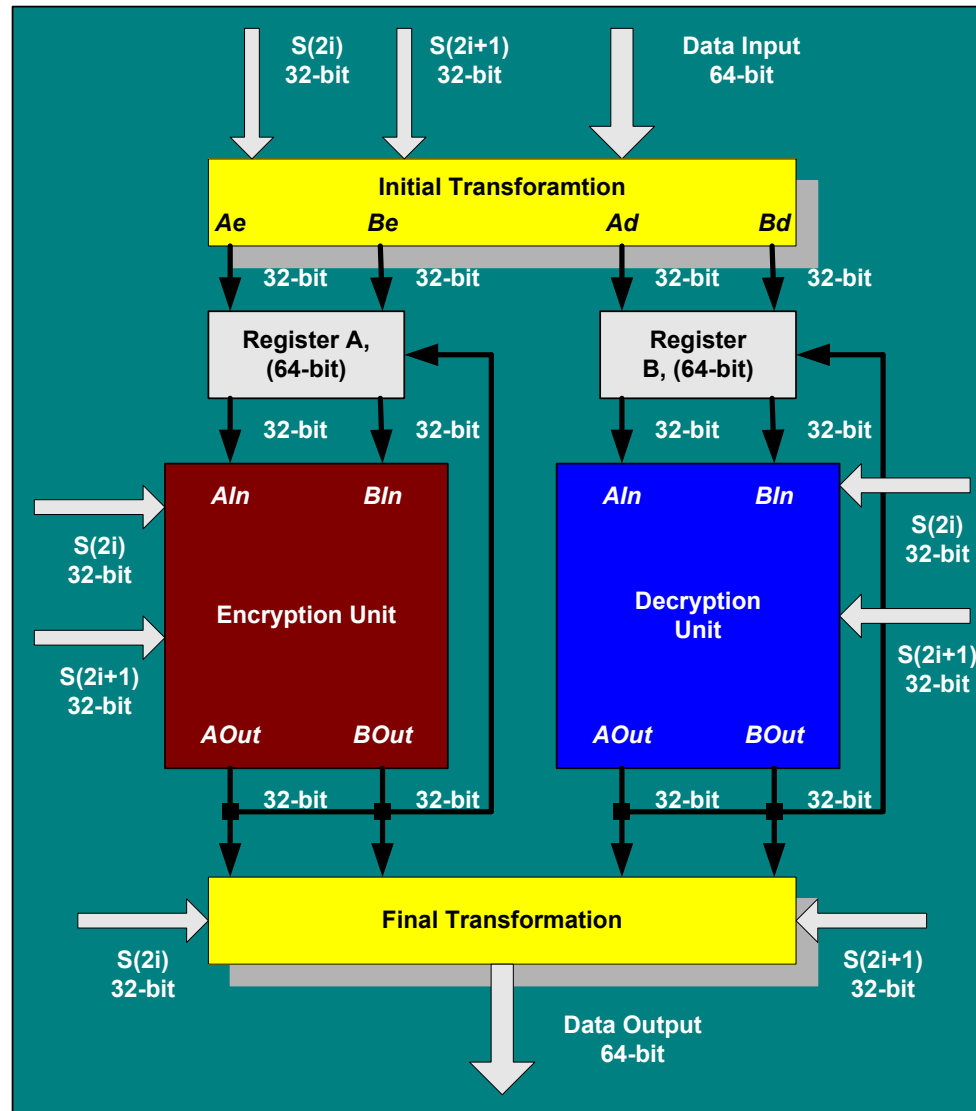 S(2i)
32-bit
S(2i+1)
32-bit
Data Input
64-bit
Initial Transforamtion
Ae
Be
Ad
Bd
32-bit
32-bit
32-bit
32-bit
Register A,
(64-bit)
Register
B, (64-bit)
32-bit
32-bit
32-bit
32-bit
AIn
BIn
AIn
BIn
S(2i)
32-bit
S(2i)
32-bit
Encryption Unit
Decryption
Unit
S(2i+1)
32-bit
S(2i+1)
32-bit
AOut
BOut
AOut
BOut
32-bit
32-bit
32-bit
32-bit
Final Transformation
S(2i)
32-bit
S(2i+1)
32-bit
Data Output
64-bit